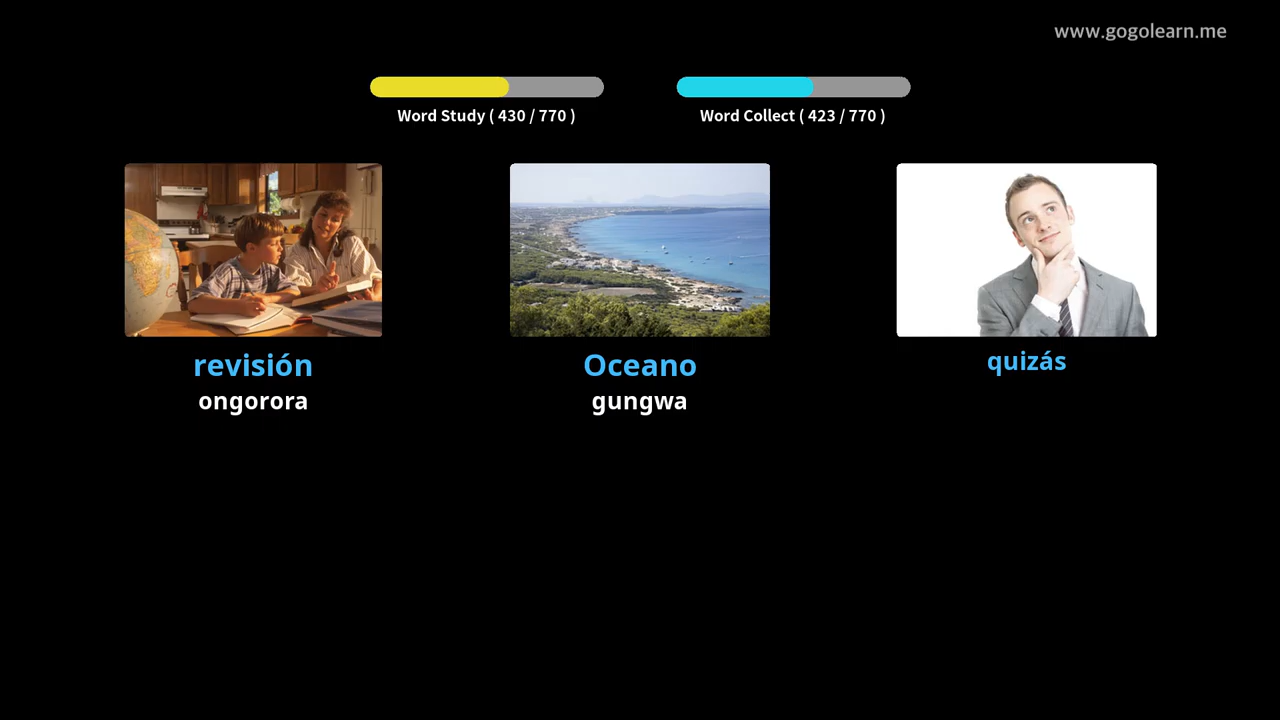 www.gogolearn.me
Word Study ( 430 / 770 )
Word Collect ( 423 / 770 )
revisión
ongorora
Oceano
gungwa
quizás